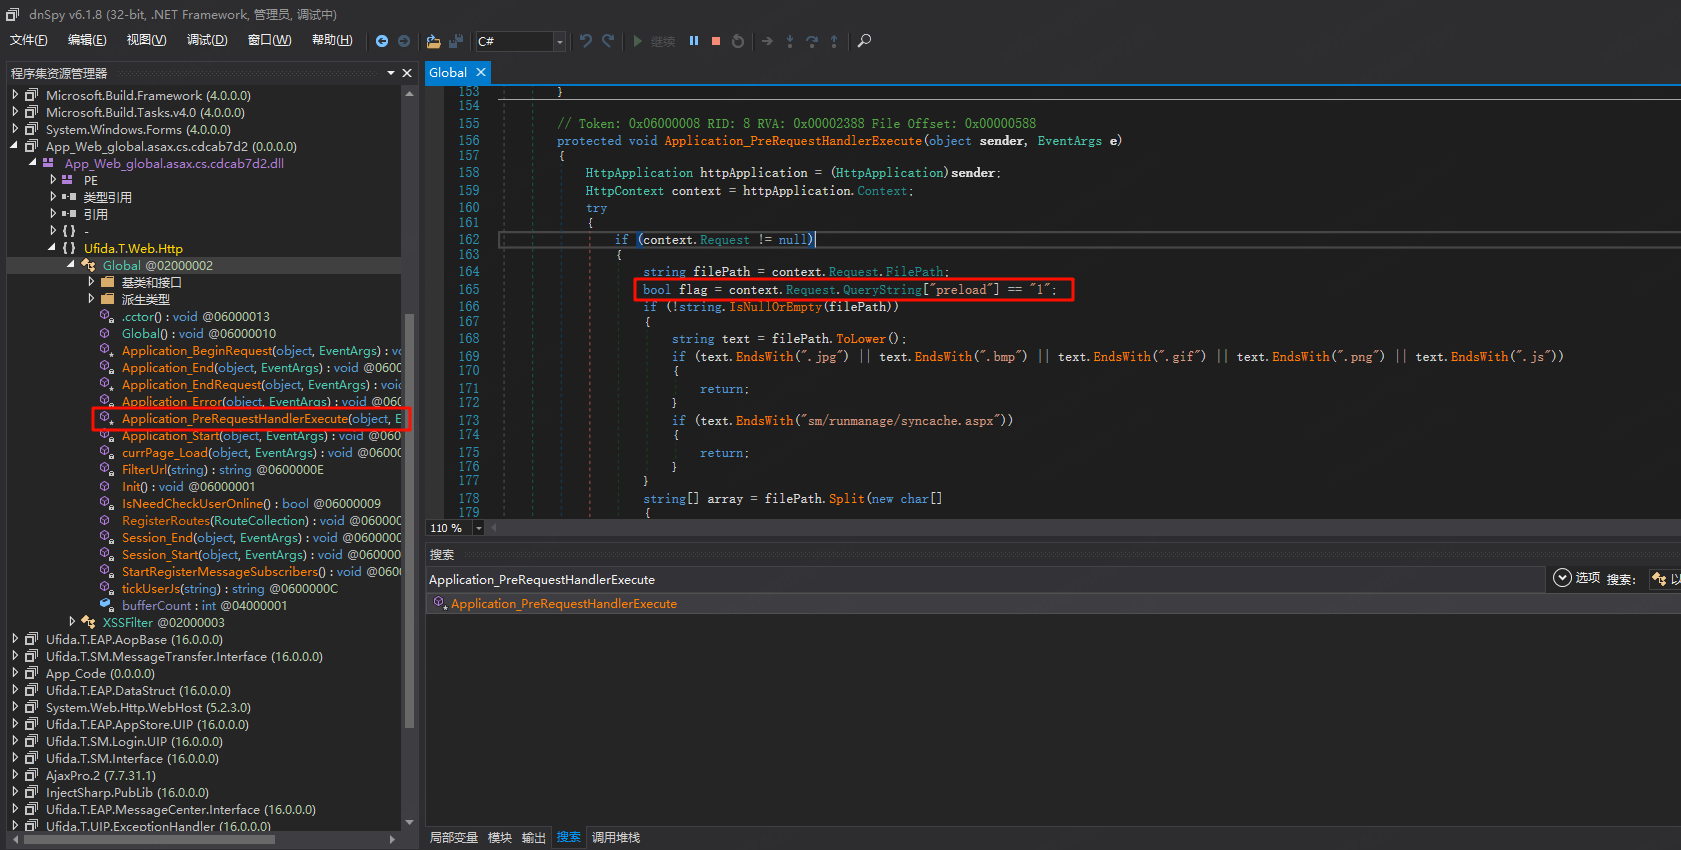 dnSpy v6.1.8 (32-bit, .NET Framework, 管理员, 调试中)
文件(F) 编辑(E) 视图(V) 调试(D) 窗口(W) 帮助(H) C# 继续
程序集资源管理器
Microsoft.Build.Framework (4.0.0.0)
Microsoft.Build.Tasks.v4.0 (4.0.0.0)
System.Windows.Forms (4.0.0.0)
App_Web_global.asax.cs.cdcab7d2 (0.0.0.0)
App_Web_global.asax.cs.cdcab7d2.dll
PE
类型引用
引用
{ } -
{ } Ufida.T.Web.Http
Global @02000002
基类和接口
派生类型
.cctor() : void @06000013
Global() : void @06000010
Application_BeginRequest(object, EventArgs) : vo
Application_End(object, EventArgs) : void @0600
Application_EndRequest(object, EventArgs) : voic
Application_Error(object, EventArgs) : void @06
Application_PreRequestHandlerExecute(object, E
Application_Start(object, EventArgs) : void @060
currPage_Load(object, EventArgs) : void @0600
FilterUrl(string) : string @0600000E
Init() : void @06000001
IsNeedCheckUserOnline() : bool @06000009
RegisterRoutes(RouteCollection) : void @060000
Session_End(object, EventArgs) : void @060000
Session_Start(object, EventArgs) : void @06000
StartRegisterMessageSubscribers() : void @060
tickUserJs(string) : string @0600000C
bufferCount : int @04000001
XSSFilter @02000003
Ufida.T.EAP.AopBase (16.0.0.0)
Ufida.T.SM.MessageTransfer.Interface (16.0.0.0)
App_Code (0.0.0.0)
Ufida.T.EAP.DataStruct (16.0.0.0)
System.Web.Http.WebHost (5.2.3.0)
Ufida.T.EAP.AppStore.UIP (16.0.0.0)
Ufida.T.SM.Login.UIP (16.0.0.0)
Ufida.T.SM.Interface (16.0.0.0)
AjaxPro.2 (7.7.31.1)
InjectSharp.PubLib (16.0.0.0)
Ufida.T.EAP.MessageCenter.Interface (16.0.0.0)
Ufida.T.UIP.ExceptionHandler (16.0.0.0)
Global
153 }
154
155 // Token: 0x06000008 RID: 8 RVA: 0x00002388 File Offset: 0x00000588
156 protected void Application_PreRequestHandlerExecute(object sender, EventArgs e)
157 {
158 HttpApplication httpApplication = (HttpApplication)sender;
159 HttpContext context = httpApplication.Context;
160 try
161 {
162 if (context.Request != null)
163 {
164 string filePath = context.Request.FilePath;
165 bool flag = context.Request.QueryString["preload"] == "1";
166 if (!string.IsNullOrEmpty(filePath))
167 {
168 string text = filePath.ToLower();
169 if (text.EndsWith(".jpg") || text.EndsWith(".bmp") || text.EndsWith(".gif") || text.EndsWith(".png") || text.EndsWith(".js"))
170 {
171 return;
172 }
173 if (text.EndsWith("sm/runmanage/syncache.aspx"))
174 {
175 return;
176 }
177 }
178 string[] array = filePath.Split(new char[]
179 {
110 %
搜索
Application_PreRequestHandlerExecute 选项 搜索: 以
Application_PreRequestHandlerExecute
局部变量 模块 输出 搜索 调用堆栈